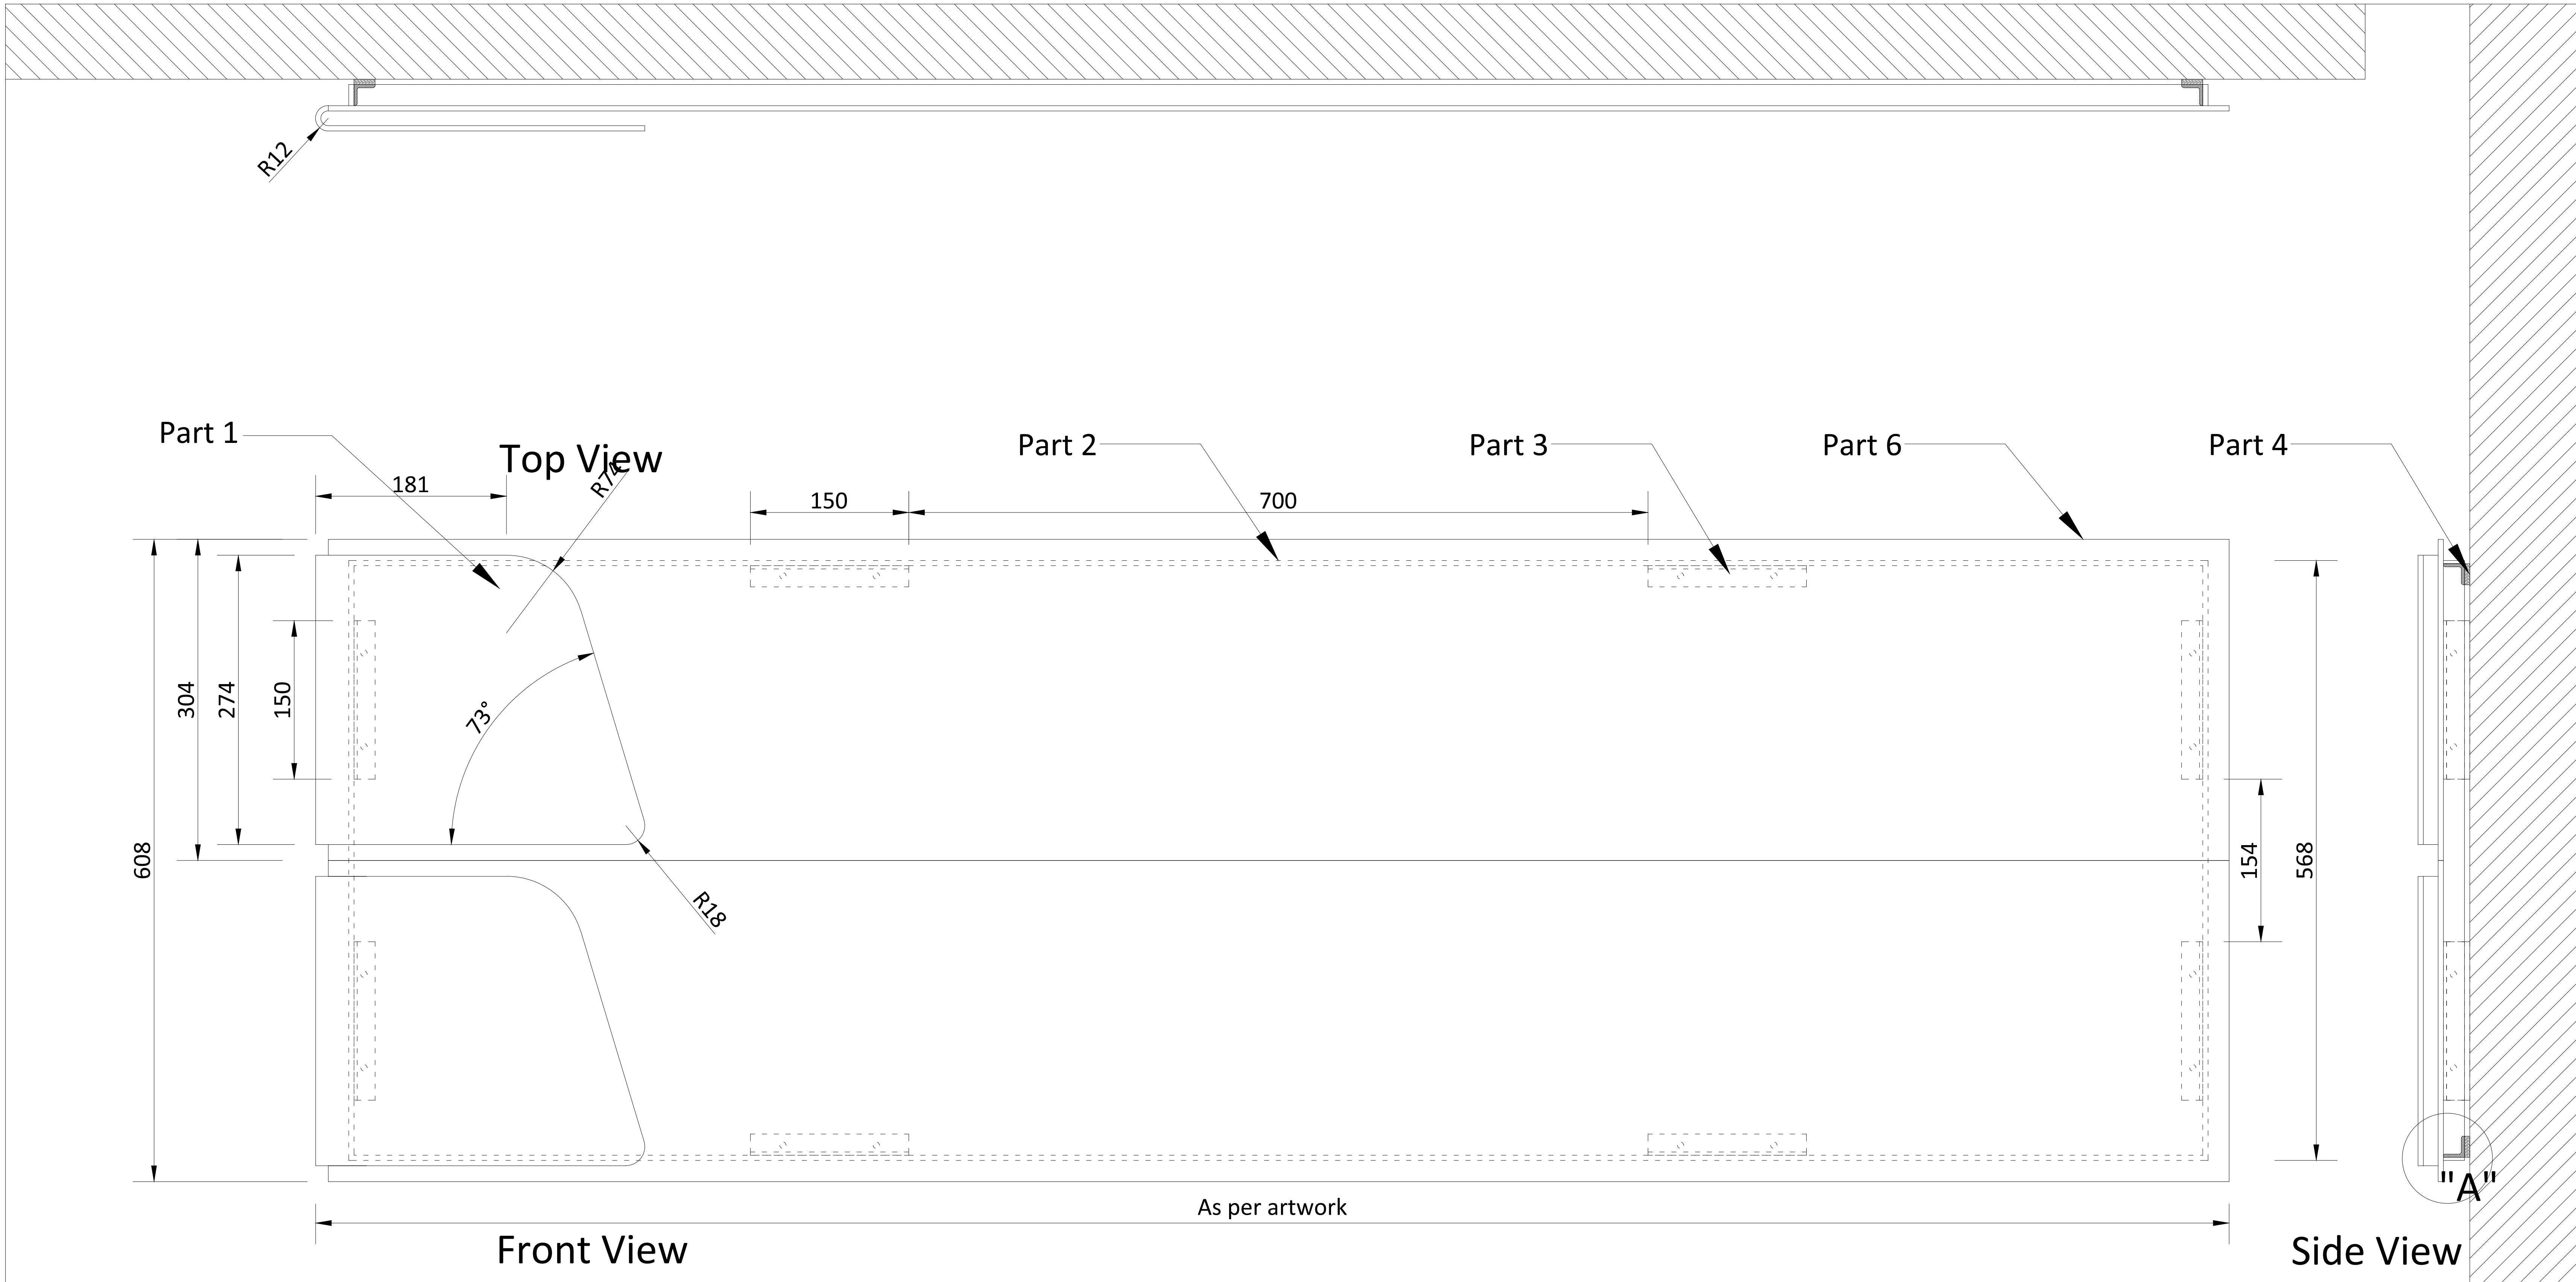 R12
Part 1
Top View
R74
Part 2
Part 3
Part 6
Part 4
181
150
700
608
304
274
150
73°
R18
154
568
"A"
As per artwork
Front View
Side View